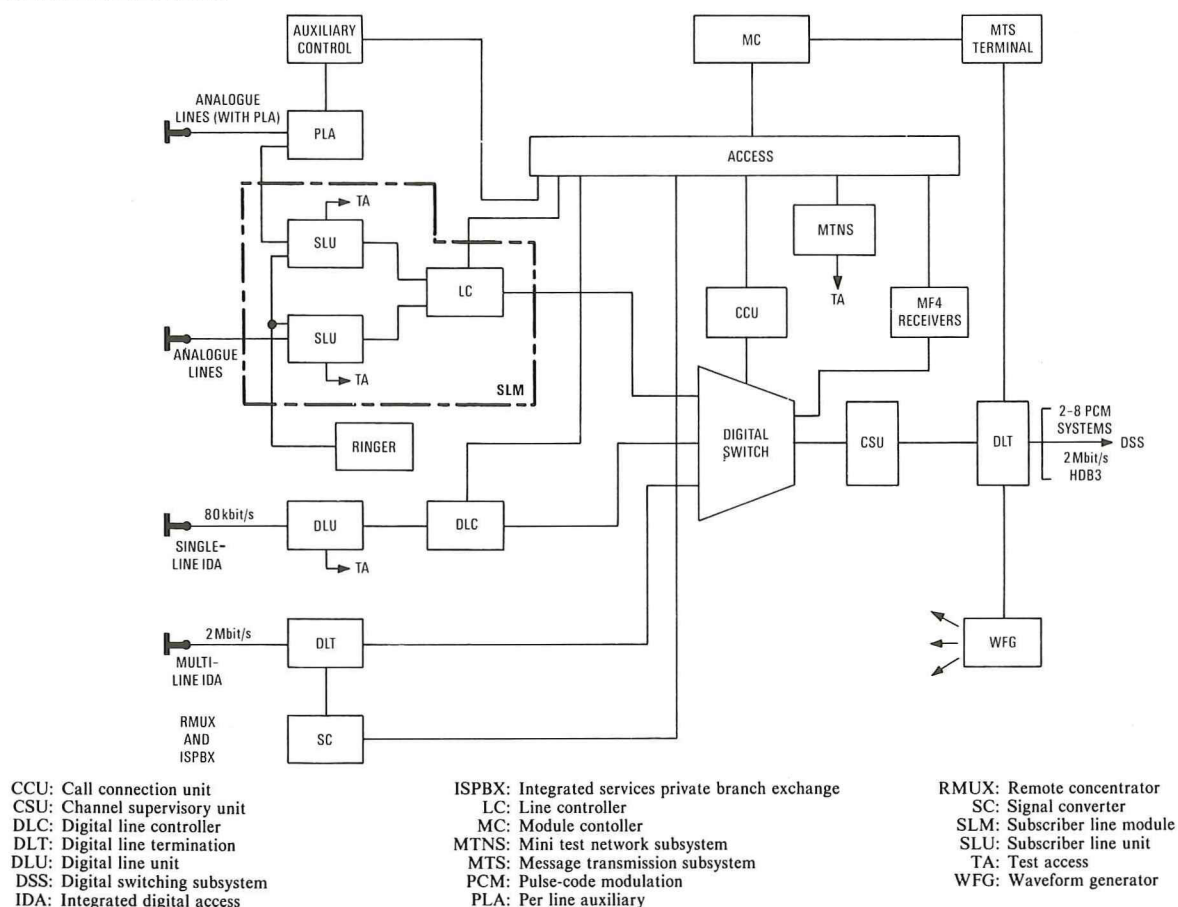 AUXILIARY
CONTROL
MC
MTS
TERMINAL
ANALOGUE
LINES (WITH PLA)
PLA
ACCESS
TA
SLU
MTNS
LC
TA
CCU
MF4
RECEIVERS
SLU
ANALOGUE
LINES
TA
SLM
RINGER
DIGITAL
SWITCH
CSU
DLT
2-8 PCM
SYSTEMS
2Mbit/s
HDB3
DSS
80kbit/s
SINGLE-
LINE IDA
DLU
DLC
TA
2Mbit/s
MULTI-
LINE IDA
DLT
WFG
RMUX
AND
ISPBX
SC
CCU: Call connection unit
CSU: Channel supervisory unit
DLC: Digital line controller
DLT: Digital line termination
DLU: Digital line unit
DSS: Digital switching subsystem
IDA: Integrated digital access
ISPBX: Integrated services private branch exchange
LC: Line controller
MC: Module contoller
MTNS: Mini test network subsystem
MTS: Message transmission subsystem
PCM: Pulse-code modulation
PLA: Per line auxiliary
RMUX: Remote concentrator
SC: Signal converter
SLM: Subscriber line module
SLU: Subscriber line unit
TA: Test access
WFG: Waveform generator